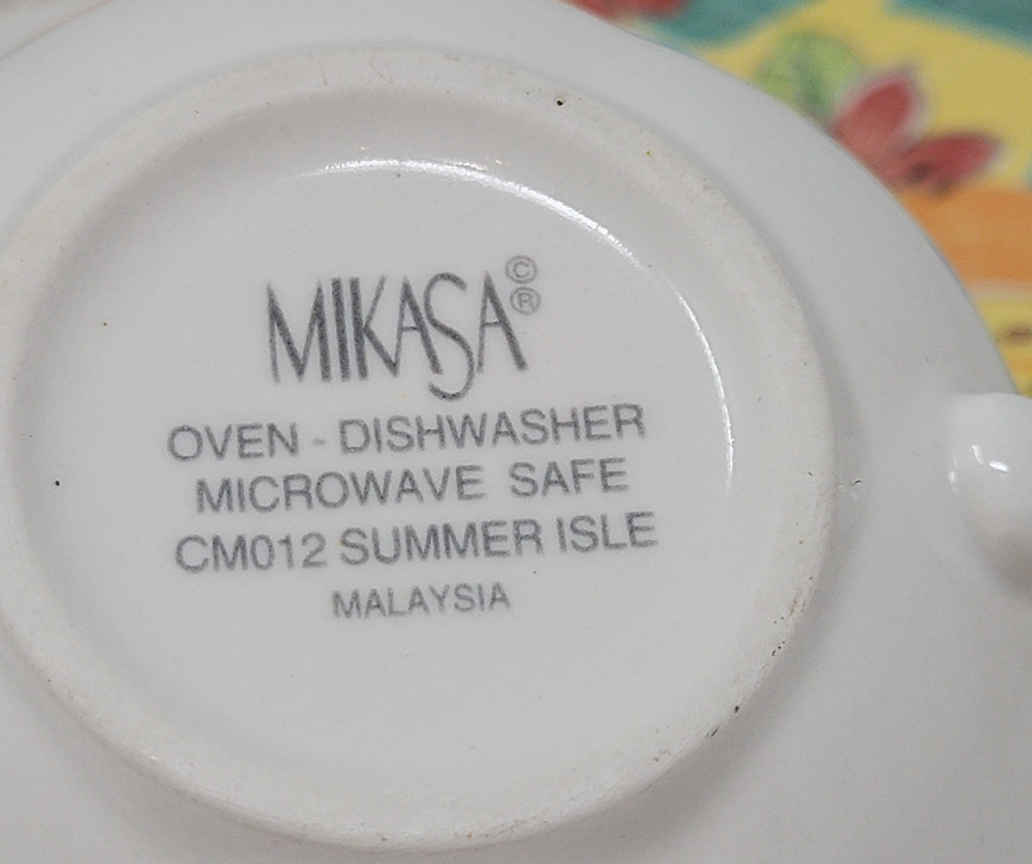 MIKASA©®
OVEN - DISHWASHER
MICROWAVE SAFE
CM012 SUMMER ISLE
MALAYSIA